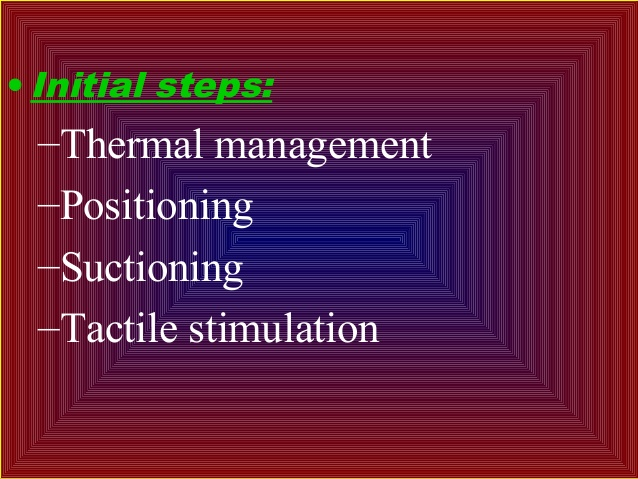 • Initial steps:
–Thermal management
–Positioning
–Suctioning
–Tactile stimulation